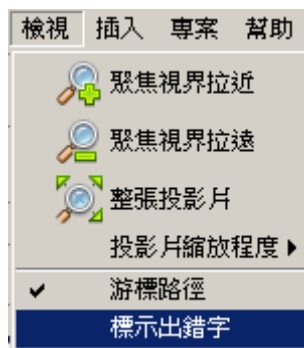 檢視 插入 專案 幫助
聚焦視界拉近
聚焦視界拉遠
整張投影片
投影片縮放程度
游標路徑
標示出錯字